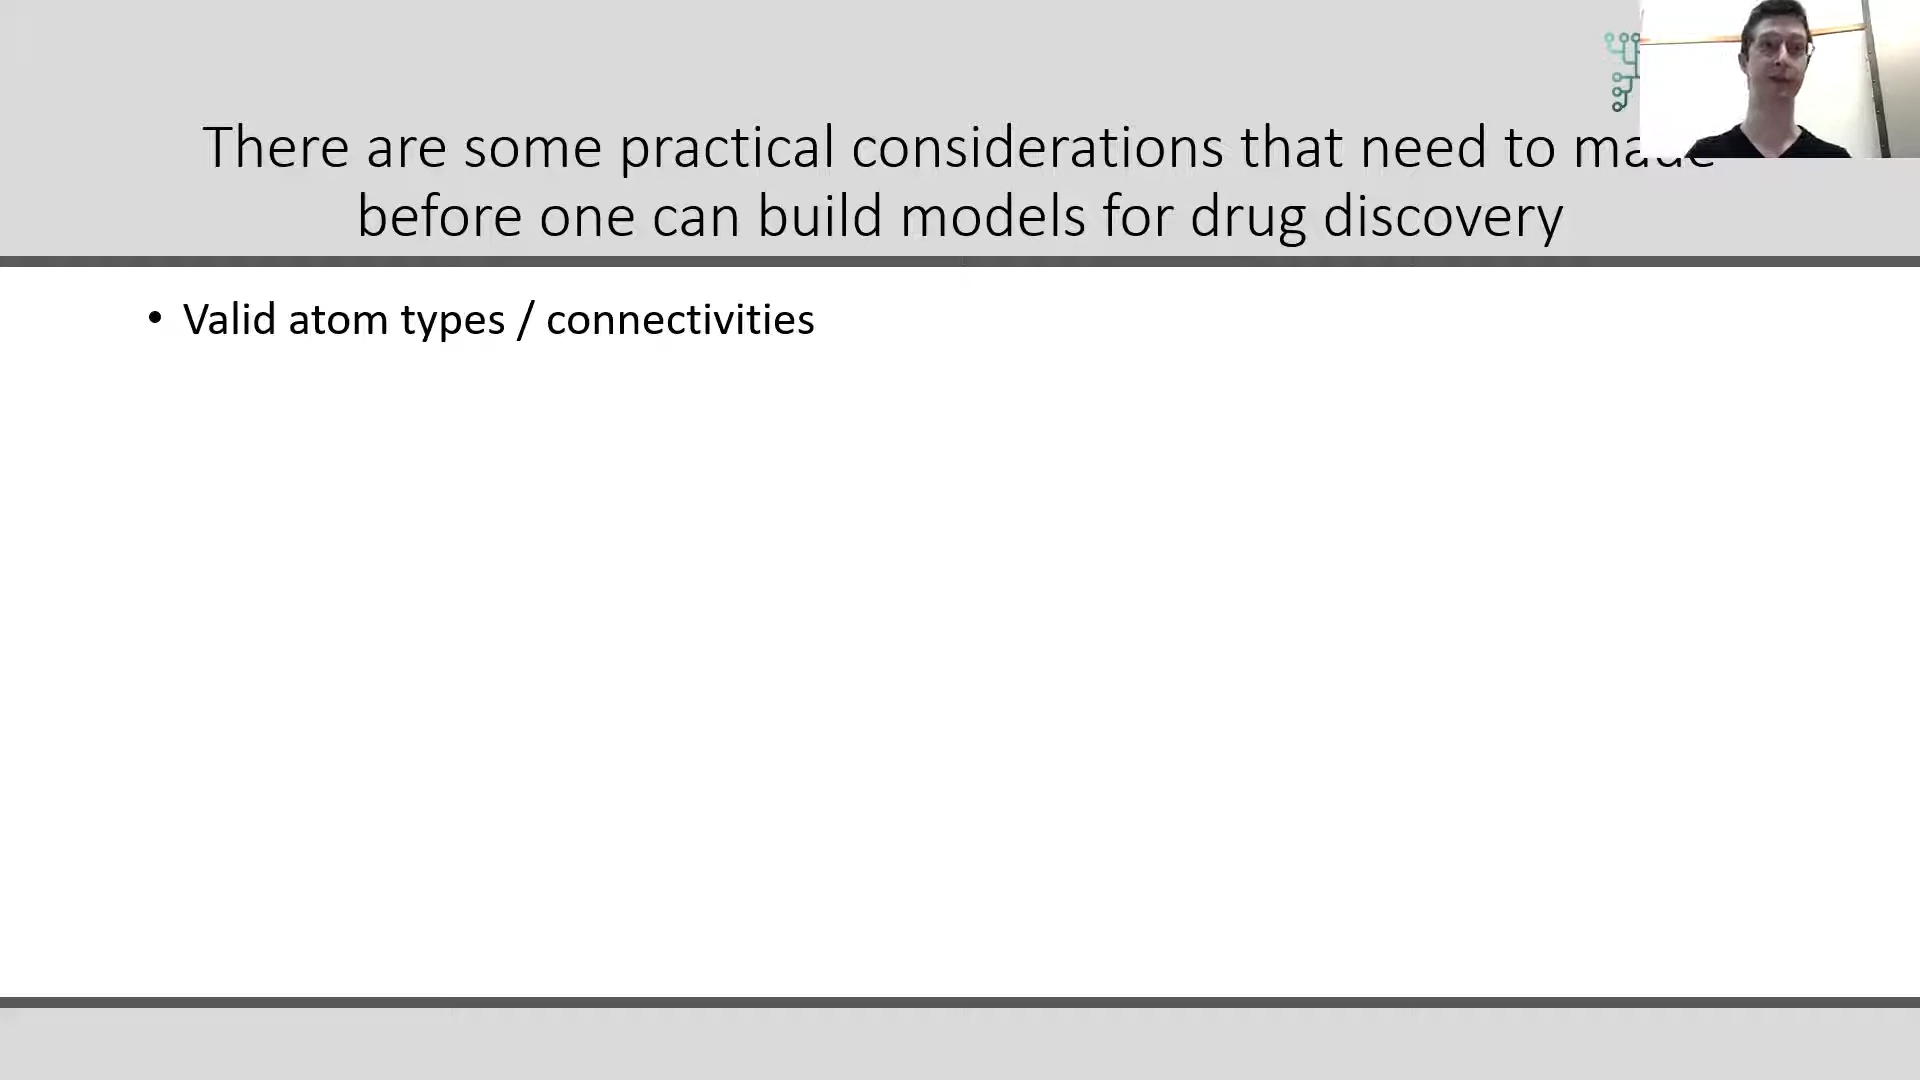 There are some practical considerations that need to made
before one can build models for drug discovery
• Valid atom types / connectivities